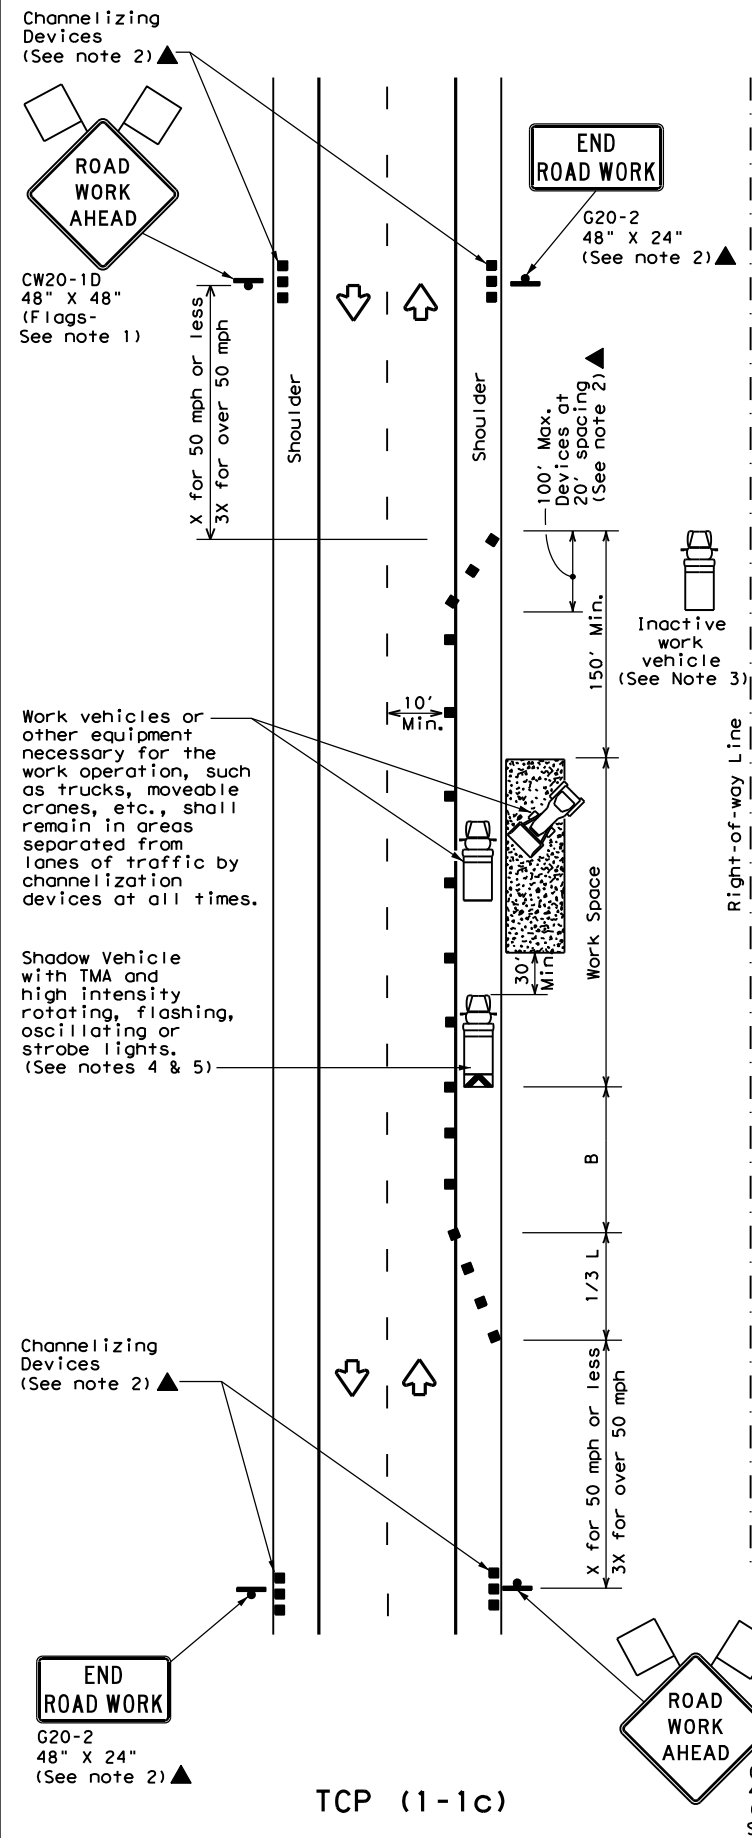 Channelizing
Devices
(See note 2)
ROAD
WORK
AHEAD
CW20-1D
48" X 48"
(Flags-
See note 1)
END
ROAD WORK
G20-2
48" X 24"
(See note 2)
X for 50 mph or less
3X for over 50 mph
Shoulder
Shoulder
100' Max.
Devices at
20' spacing
(See note 2)
150' Min.
Inactive
work
vehicle
(See Note 3)
10'
Min.
Work vehicles or
other equipment
necessary for the
work operation, such
as trucks, moveable
cranes, etc., shall
remain in areas
separated from
lanes of traffic by
channelization
devices at all times.
Right-of-way Line
Work Space
30'
Min.
Shadow Vehicle
with TMA and
high intensity
rotating, flashing,
oscillating or
strobe lights.
(See notes 4 & 5)
B
1/3 L
Channelizing
Devices
(See note 2)
X for 50 mph or less
3X for over 50 mph
END
ROAD WORK
G20-2
48" X 24"
(See note 2)
ROAD
WORK
AHEAD
TCP (1-1c)